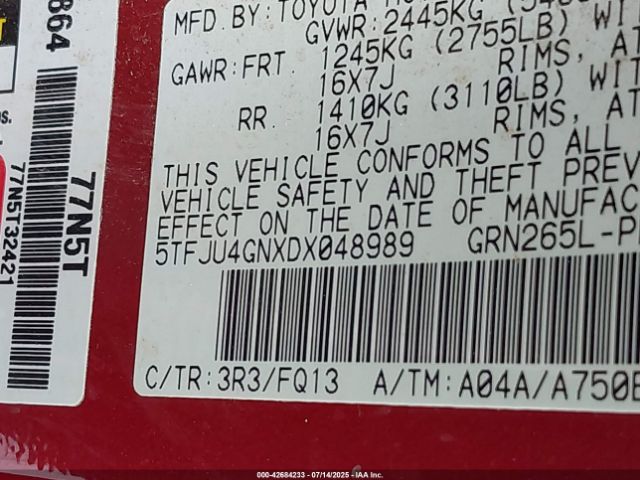 MFD. BY: TOYOTA
GVWR: 2445KG
GAWR: FRT 1245KG (2755LB) WIT
16X7J RIMS, AT
RR 1410KG (3110LB) WIT
16X7J RIMS, AT
THIS VEHICLE CONFORMS TO ALL
VEHICLE SAFETY AND THEFT PREV
EFFECT ON THE DATE OF MANUFAC
5TFJU4GNXDX048989 GRN265L-P
C/TR: 3R3/FQ13 A/TM: A04A/A750
864
77N5T
77N5T32421
000-42684233 - 07/14/2025 - IAA Inc.